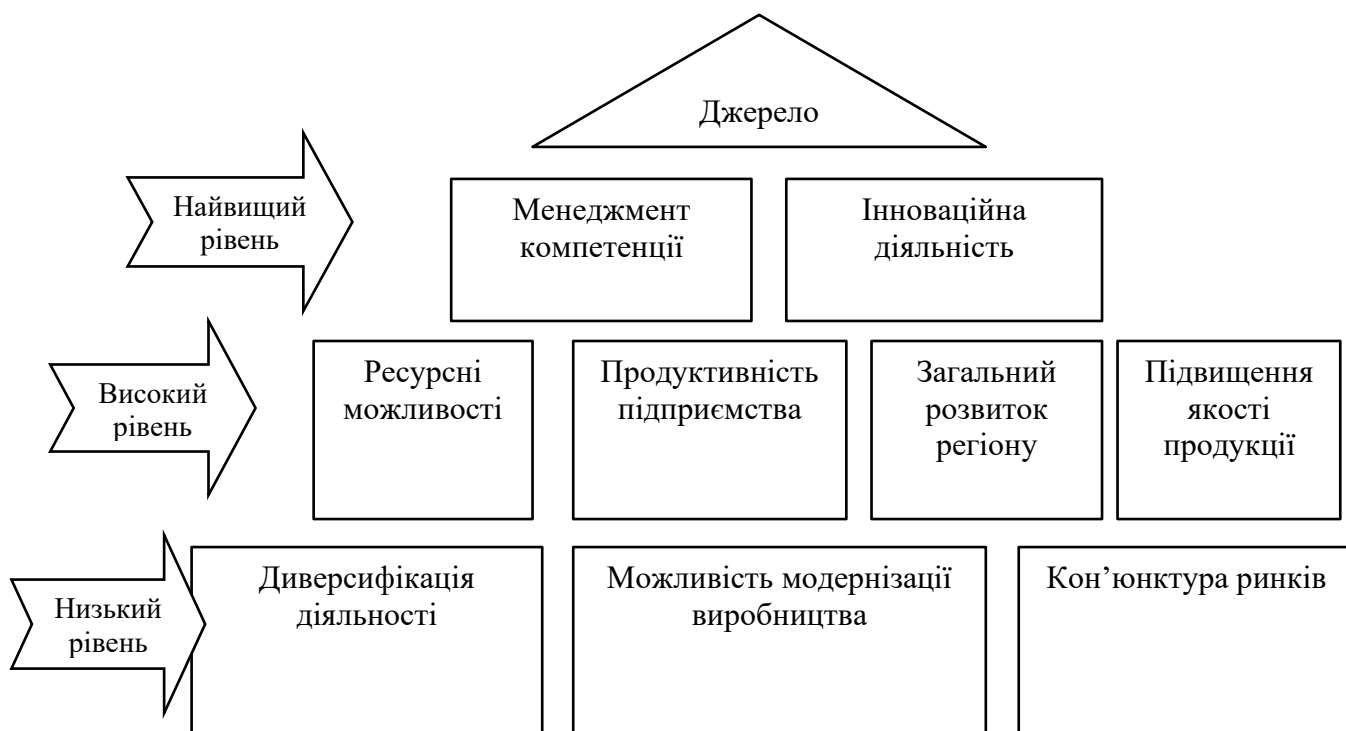 Джерело
Найвищий
рівень
Менеджмент
компетенції
Інноваційна
діяльність
Високий
рівень
Ресурсні
можливості
Продуктивність
підприємства
Загальний
розвиток
регіону
Підвищення
якості
продукції
Низький
рівень
Диверсифікація
діяльності
Можливість модернізації
виробництва
Кон’юнктура ринків